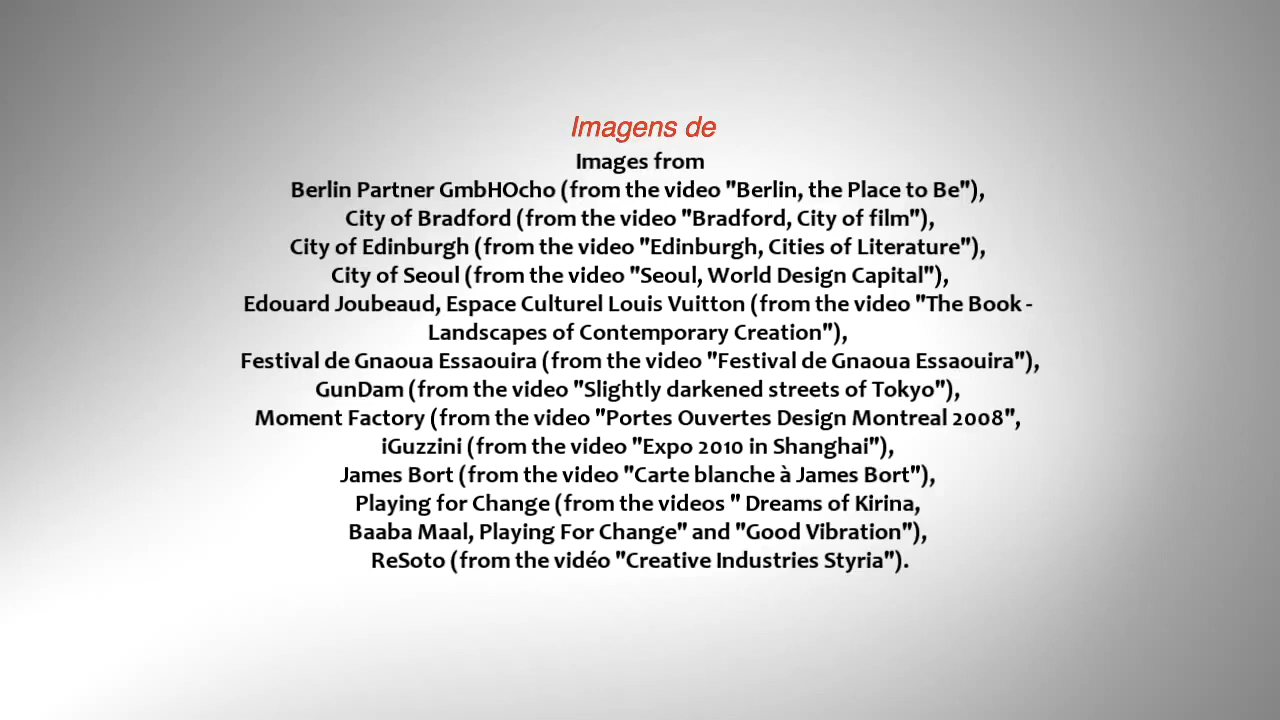 Imagens de
Images from
Berlin Partner GmbHOcho (from the video "Berlin, the Place to Be"),
City of Bradford (from the video "Bradford, City of film"),
City of Edinburgh (from the video "Edinburgh, Cities of Literature"),
City of Seoul (from the video "Seoul, World Design Capital"),
Edouard Joubeaud, Espace Culturel Louis Vuitton (from the video "The Book -
Landscapes of Contemporary Creation"),
Festival de Gnaoua Essaouira (from the video "Festival de Gnaoua Essaouira"),
GunDam (from the video "Slightly darkened streets of Tokyo"),
Moment Factory (from the video "Portes Ouvertes Design Montreal 2008",
iGuzzini (from the video "Expo 2010 in Shanghai"),
James Bort (from the video "Carte blanche à James Bort"),
Playing for Change (from the videos " Dreams of Kirina,
Baaba Maal, Playing For Change" and "Good Vibration"),
ReSoto (from the vidéo "Creative Industries Styria").